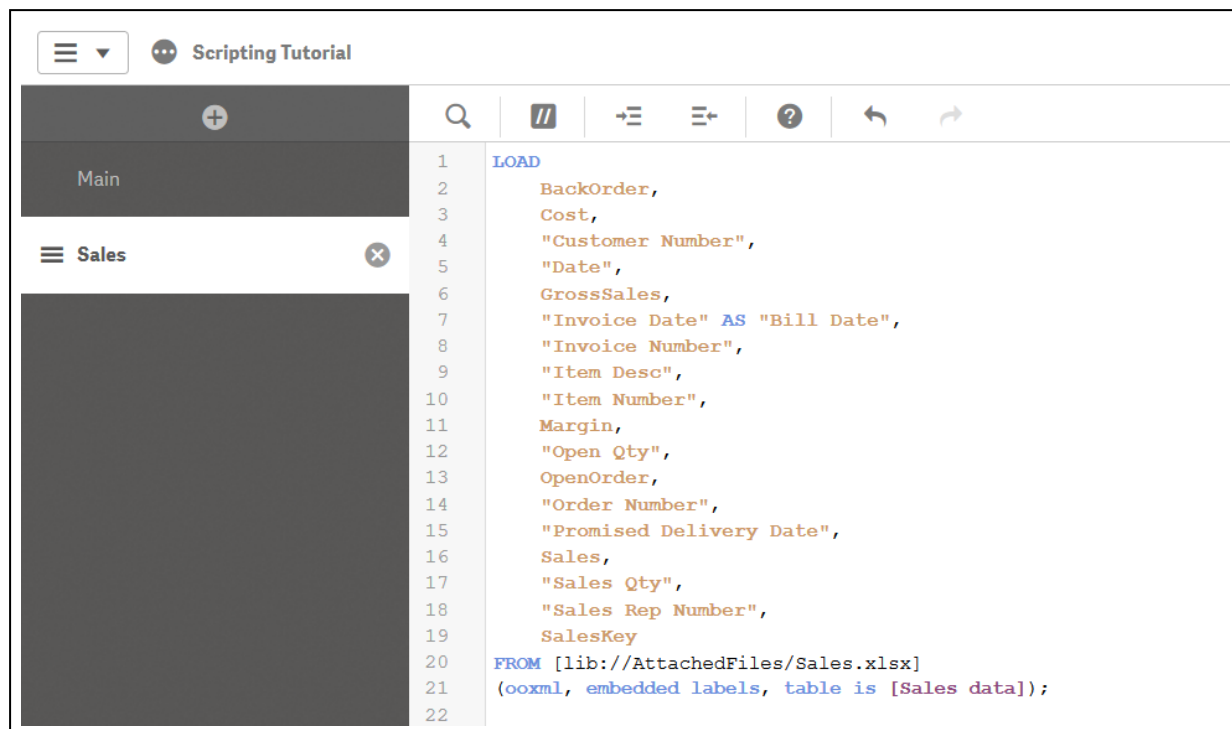 Scripting Tutorial
Main
Sales
1 LOAD
2 BackOrder,
3 Cost,
4 "Customer Number",
5 "Date",
6 GrossSales,
7 "Invoice Date" AS "Bill Date",
8 "Invoice Number",
9 "Item Desc",
10 "Item Number",
11 Margin,
12 "Open Qty",
13 OpenOrder,
14 "Order Number",
15 "Promised Delivery Date",
16 Sales,
17 "Sales Qty",
18 "Sales Rep Number",
19 SalesKey
20 FROM [lib://AttachedFiles/Sales.xlsx]
21 (ooxml, embedded labels, table is [Sales data]);
22